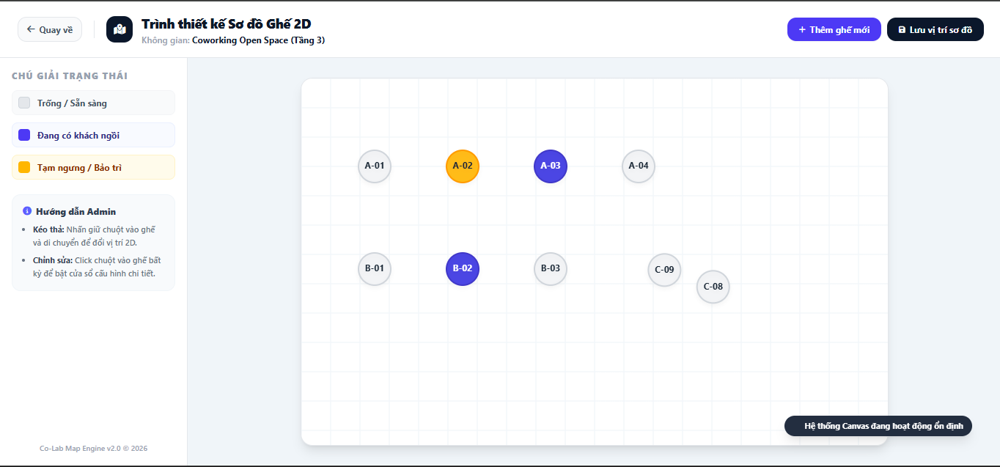 Quay về
Trình thiết kế Sơ đồ Ghế 2D
Không gian: Coworking Open Space (Tầng 3)
Thêm ghế mới
Lưu vị trí sơ đồ
CHÚ GIẢI TRẠNG THÁI
Trống / Sẵn sàng
Đang có khách ngồi
Tạm ngưng / Bảo trì
Hướng dẫn Admin
Kéo thả: Nhấn giữ chuột vào ghế
và di chuyển để đổi vị trí 2D.
Chỉnh sửa: Click chuột vào ghế bất
kỳ để bật cửa sổ cấu hình chi tiết.
Co-Lab Map Engine v2.0 © 2026
A-01
A-02
A-03
A-04
B-01
B-02
B-03
C-09
C-08
Hệ thống Canvas đang hoạt động ổn định